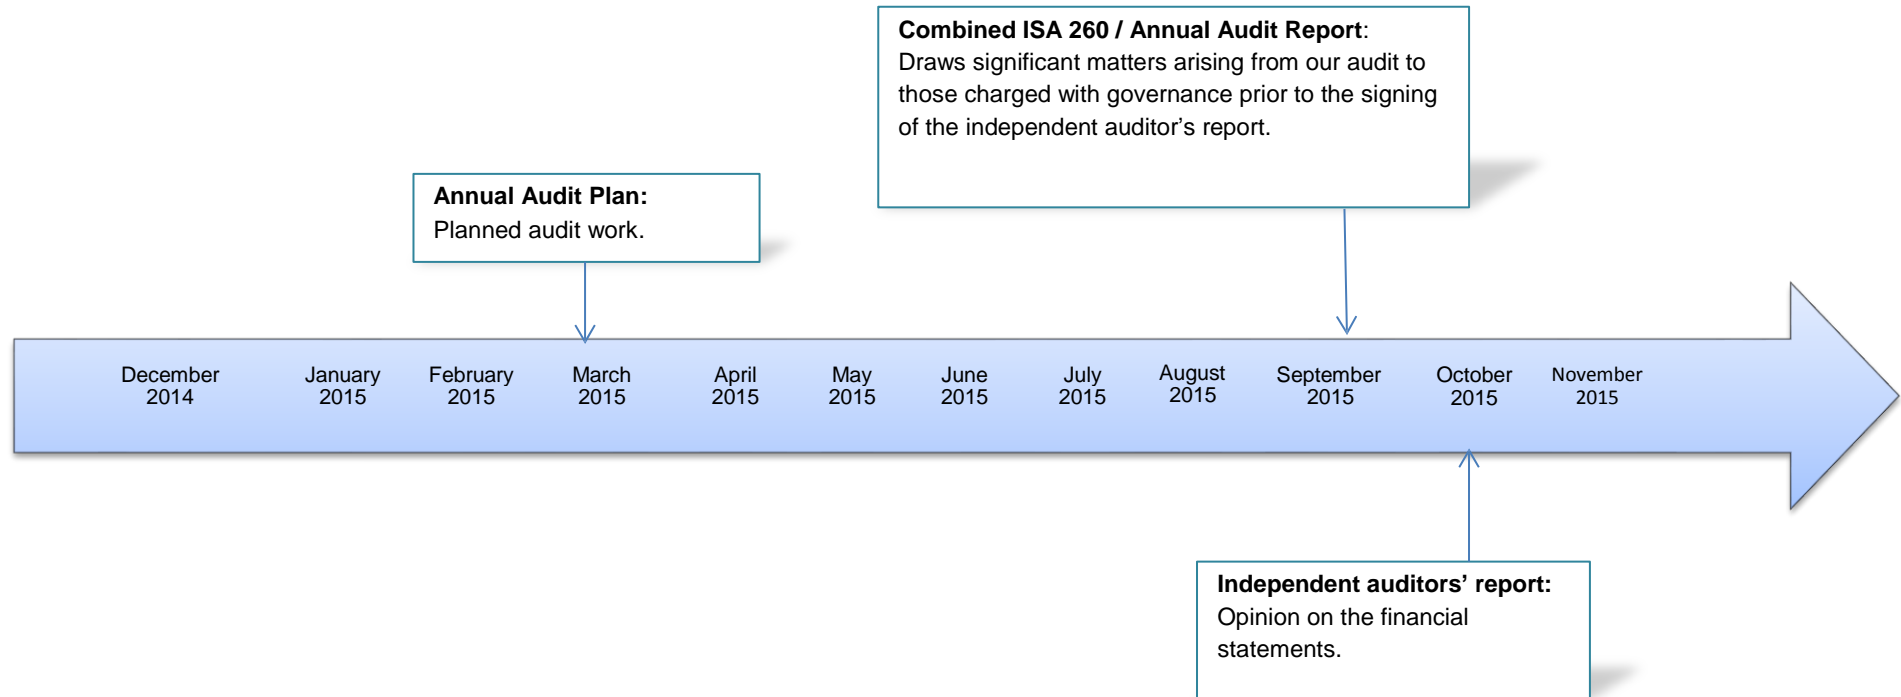 Combined ISA 260 / Annual Audit Report:
Draws significant matters arising from our audit to
those charged with governance prior to the signing
of the independent auditor’s report.
Annual Audit Plan:
Planned audit work.
December
2014
January
2015
February
2015
March
2015
April
2015
May
2015
June
2015
July
2015
August
2015
September
2015
October
2015
November
2015
Independent auditors’ report:
Opinion on the financial
statements.